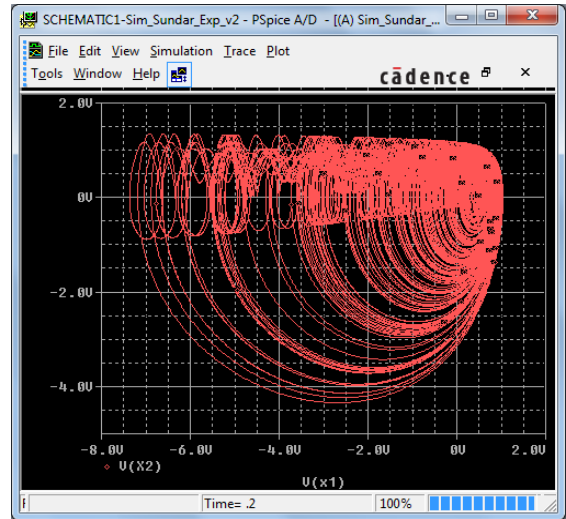 SCHEMATIC1-Sim_Sundar_Exp_v2 - PSpice A/D - [(A) Sim_Sundar_...
File Edit View Simulation Trace Plot
Tools Window Help
cādence
2.0V
0V
-2.0V
-4.0V
-8.0V -6.0V -4.0V -2.0V 0V 2.0V
V(X2)
V(x1)
F Time= .2 100%